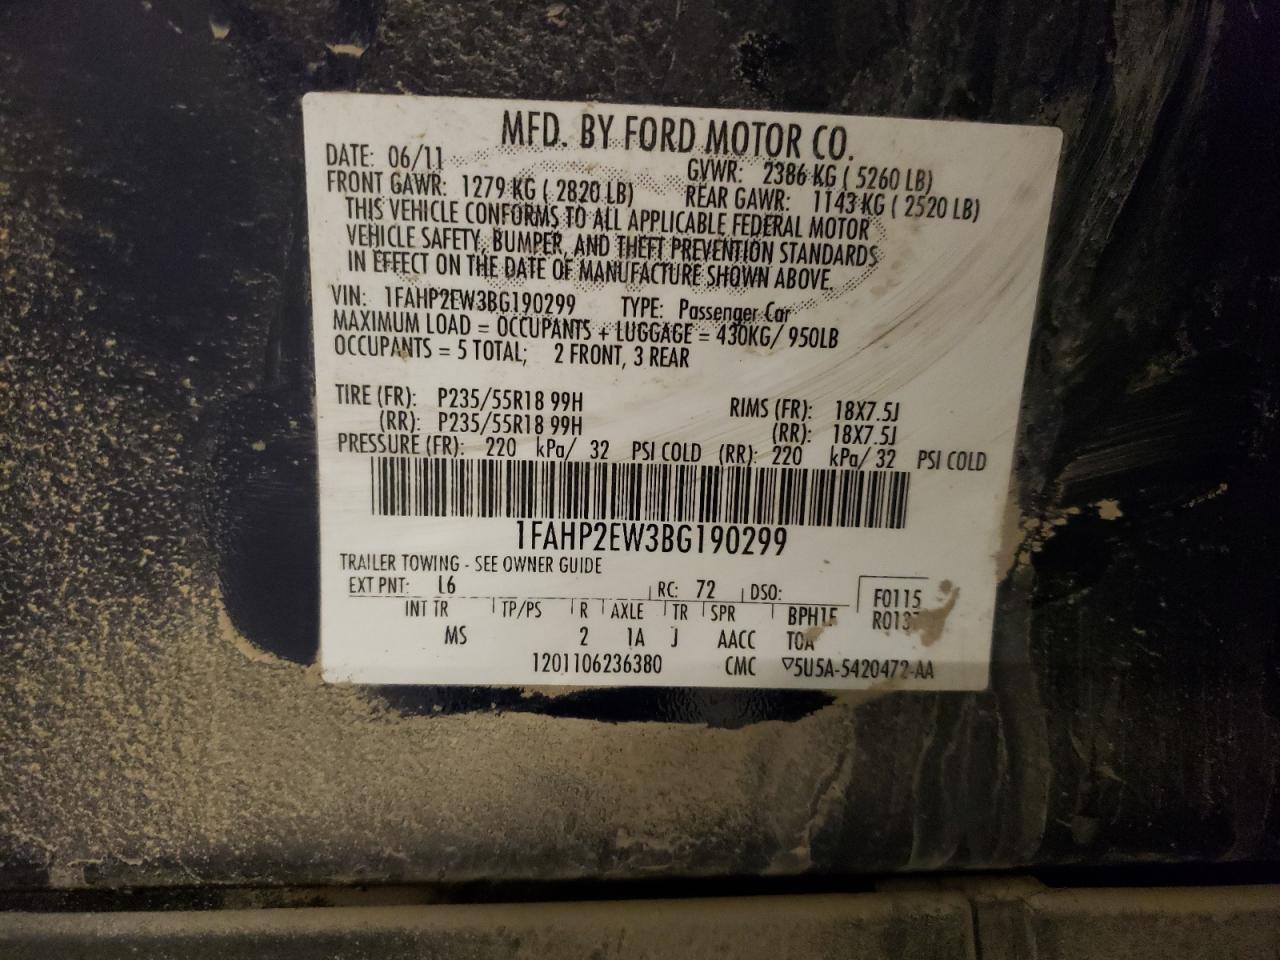 MFD. BY FORD MOTOR CO.
DATE: 06/11 GVWR: 2386 KG ( 5260 LB)
FRONT GAWR: 1279 KG ( 2820 LB) REAR GAWR: 1143 KG ( 2520 LB)
THIS VEHICLE CONFORMS TO ALL APPLICABLE FEDERAL MOTOR
VEHICLE SAFETY, BUMPER, AND THEFT PREVENTION STANDARDS
IN EFFECT ON THE DATE OF MANUFACTURE SHOWN ABOVE.
VIN: 1FAHP2EW3BG190299 TYPE: Passenger Car
MAXIMUM LOAD = OCCUPANTS + LUGGAGE = 430KG/ 950LB
OCCUPANTS = 5 TOTAL; 2 FRONT, 3 REAR
TIRE (FR): P235/55R18 99H RIMS (FR): 18X7.5J
(RR): P235/55R18 99H (RR): 18X7.5J
PRESSURE (FR): 220 kPa/ 32 PSI COLD (RR): 220 kPa/ 32 PSI COLD
1FAHP2EW3BG190299
TRAILER TOWING - SEE OWNER GUIDE
EXT PNT: L6 RC: 72 DSO: F0115
INT TR TP/PS R AXLE TR SPR
MS 2 1A J AACC
1201106236380 CMC ▽5U5A-5420472-AA